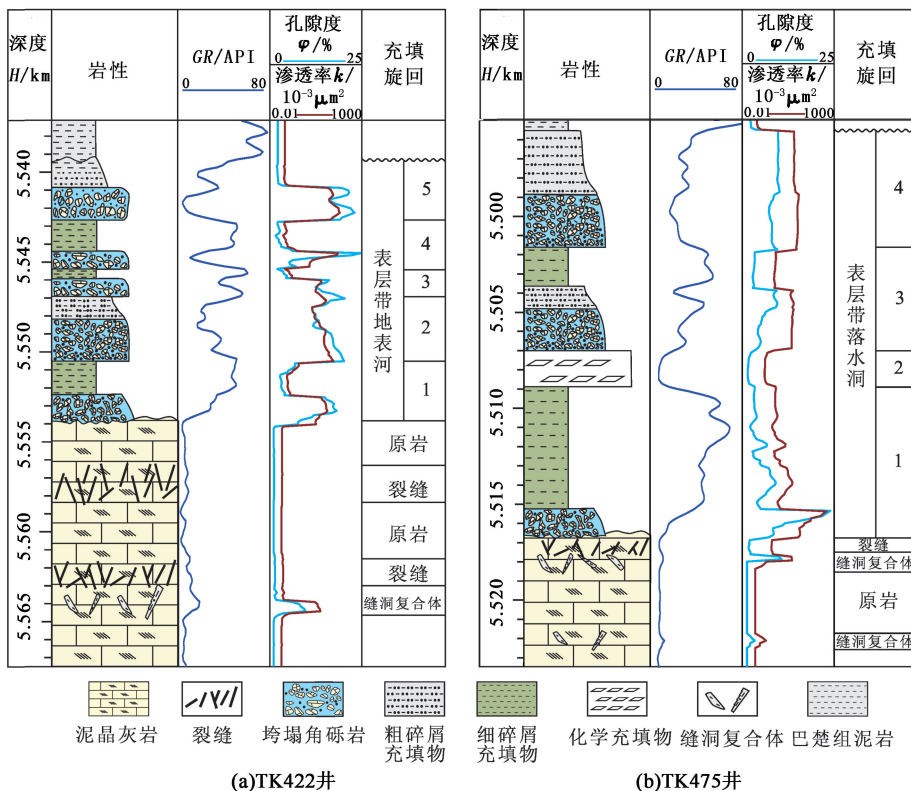 深度
H/km
岩性
GR/API
0 80
孔隙度
φ/%
0 25
渗透率k/
10⁻³μm²
0.01 1000
充填
旋回
5.540
5.545
5.550
5.555
5.560
5.565
表层带地表河
5
4
3
2
1
原岩
裂缝
原岩
裂缝
缝洞复合体
深度
H/km
岩性
GR/API
0 80
孔隙度
φ/%
0 25
渗透率k/
10⁻³μm²
0.01 1000
充填
旋回
5.500
5.505
5.510
5.515
5.520
表层带落水洞
4
3
2
1
裂缝
缝洞复合体
原岩
缝洞复合体
泥晶灰岩
裂缝
垮塌角砾岩
粗碎屑
充填物
细碎屑
充填物
化学充填物
缝洞复合体
巴楚组泥岩
(a)TK422井
(b)TK475井